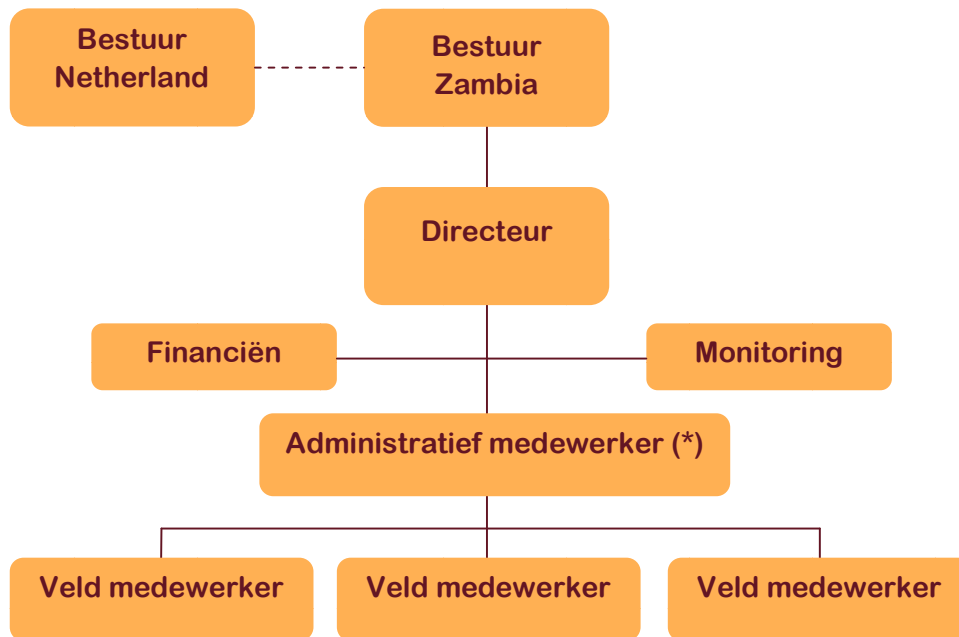 Bestuur
Netherland
Bestuur
Zambia
Directeur
Financiën
Monitoring
Administratief medewerker (*)
Veld medewerker
Veld medewerker
Veld medewerker